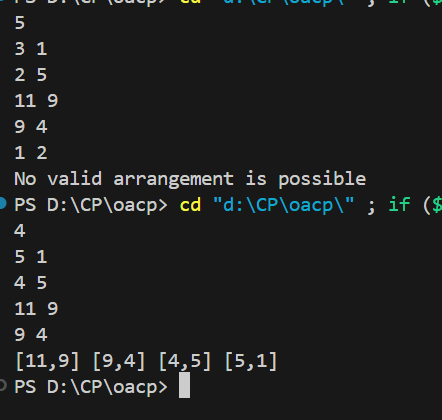 PS D:\CP\oacp> cd "d:\CP\oacp\" ; if ($
5
3 1
2 5
11 9
9 4
1 2
No valid arrangement is possible
PS D:\CP\oacp> cd "d:\CP\oacp\" ; if ($
4
5 1
4 5
11 9
9 4
[11,9] [9,4] [4,5] [5,1]
PS D:\CP\oacp>